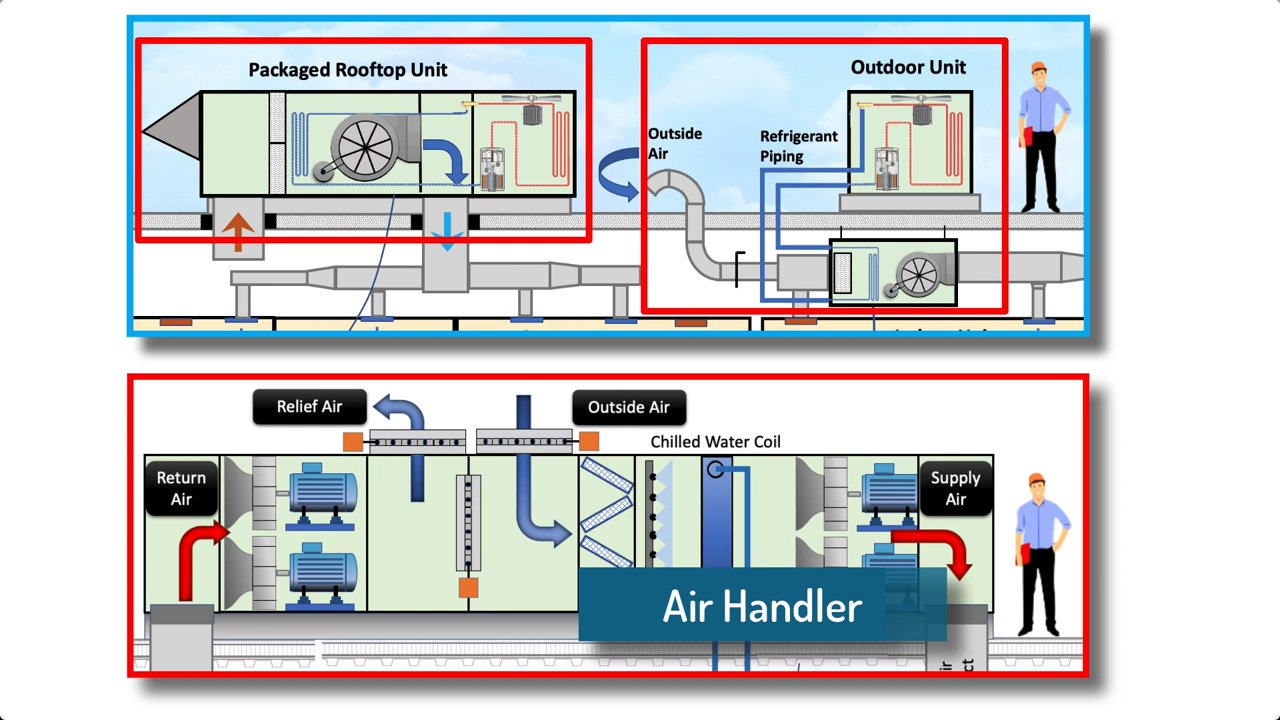 Packaged Rooftop Unit
Outdoor Unit
Outside
Air
Refrigerant
Piping
Relief Air
Outside Air
Chilled Water Coil
Return
Air
Supply
Air
Air Handler